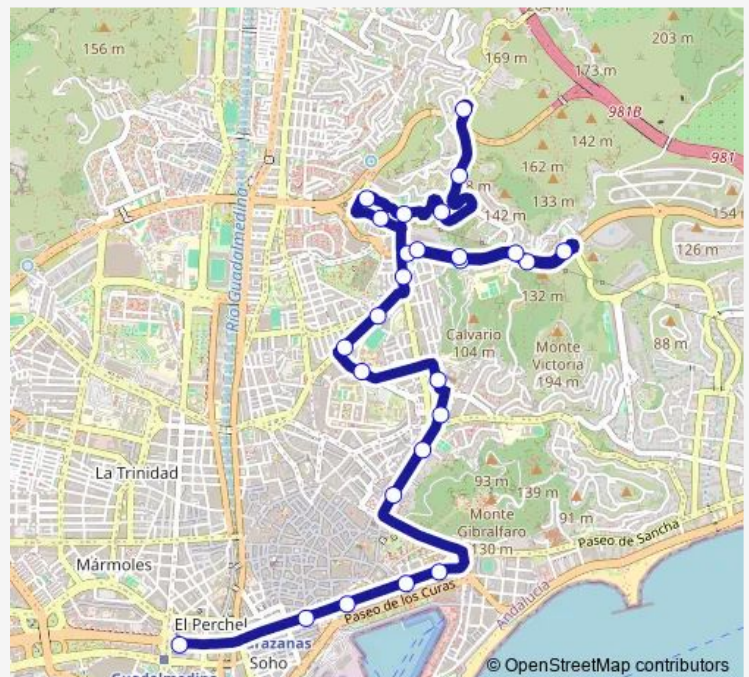 156 m
169 m
203 m
173 m
981B
142 m
981
162 m
133 m
142 m
154
126 m
Río Guadalmedina
132 m
Calvario
104 m
Monte
Victoria
194 m
88 m
La Trinidad
93 m
139 m
91 m
Monte
Gibralfaro
130 m
Paseo de Sancha
Mármoles
Andalucía
Paseo de los Curas
El Perchel
Soho
© OpenStreetMap contributors